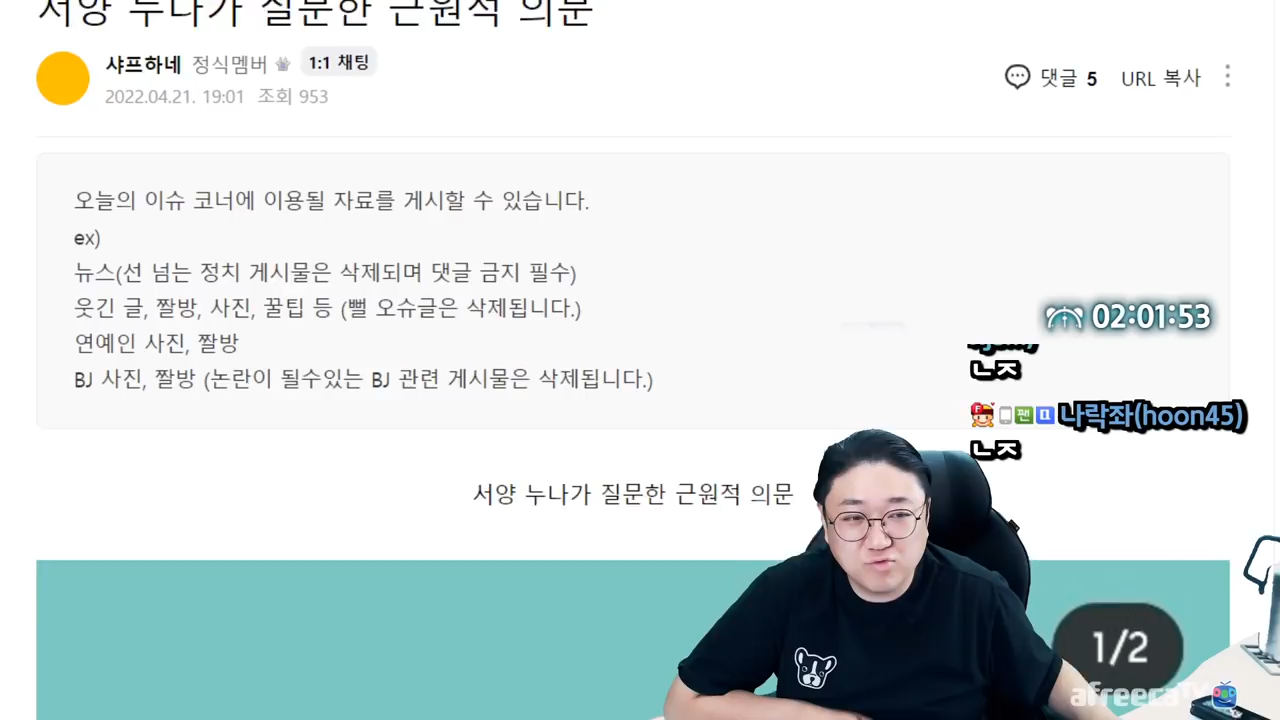 서양 누나가 질문한 근원적 의문
샤프하네 정식멤버 1:1 채팅
2022.04.21. 19:01 조회 953
댓글 5 URL 복사
오늘의 이슈 코너에 이용될 자료를 게시할 수 있습니다.
ex)
뉴스(선 넘는 정치 게시물은 삭제되며 댓글 금지 필수)
웃긴 글, 짤방, 사진, 꿀팁 등 (뻘 오슈글은 삭제됩니다.)
연예인 사진, 짤방
BJ 사진, 짤방 (논란이 될수있는 BJ 관련 게시물은 삭제됩니다.)
02:01:53
ㄴㅈ
팬 나락좌(hoon45)
ㄴㅈ
서양 누나가 질문한 근원적 의문
1/2
afreecaTV